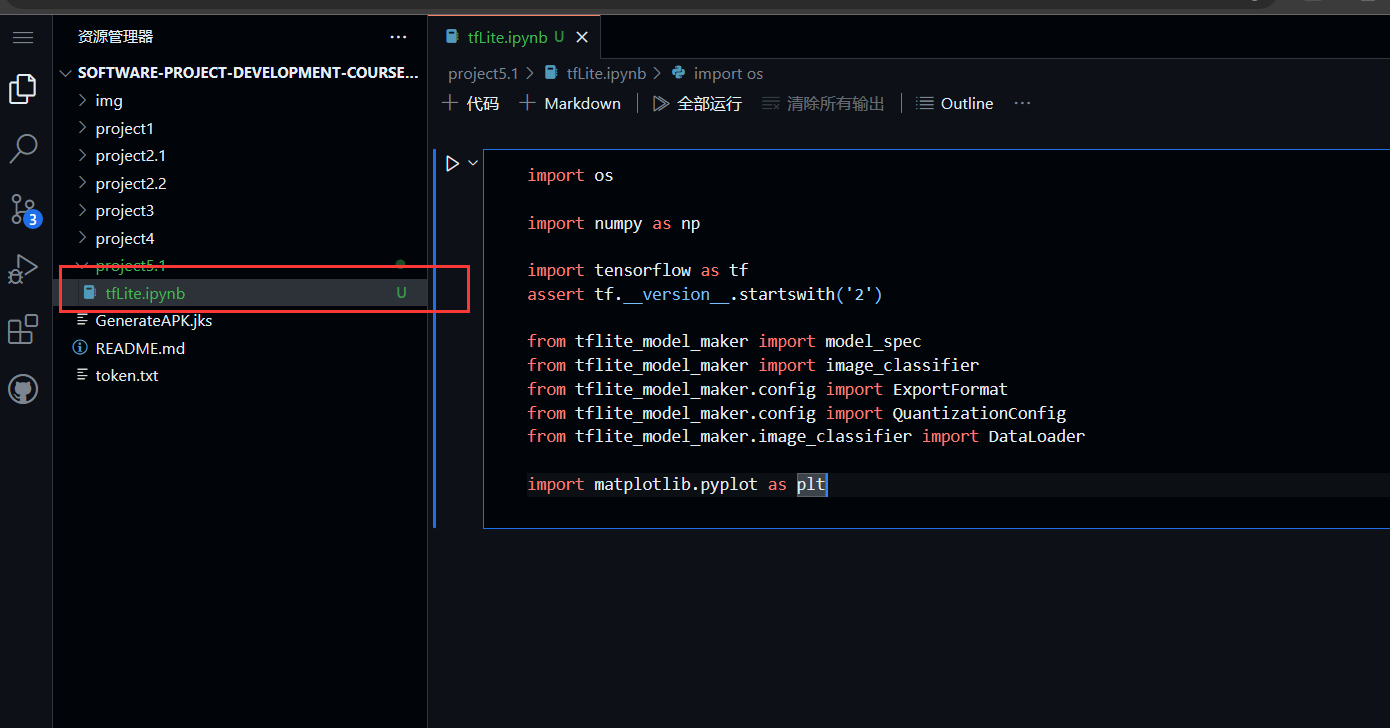 资源管理器
SOFTWARE-PROJECT-DEVELOPMENT-COURSE...
img
project1
project2.1
project2.2
project3
project4
project5.1
tfLite.ipynb U
GenerateAPK.jks
README.md
token.txt
3
tfLite.ipynb U
project5.1 > tfLite.ipynb > import os
+ 代码 + Markdown 全部运行 清除所有输出 Outline ...
import os
import numpy as np
import tensorflow as tf
assert tf.__version__.startswith('2')
from tflite_model_maker import model_spec
from tflite_model_maker import image_classifier
from tflite_model_maker.config import ExportFormat
from tflite_model_maker.config import QuantizationConfig
from tflite_model_maker.image_classifier import DataLoader
import matplotlib.pyplot as plt